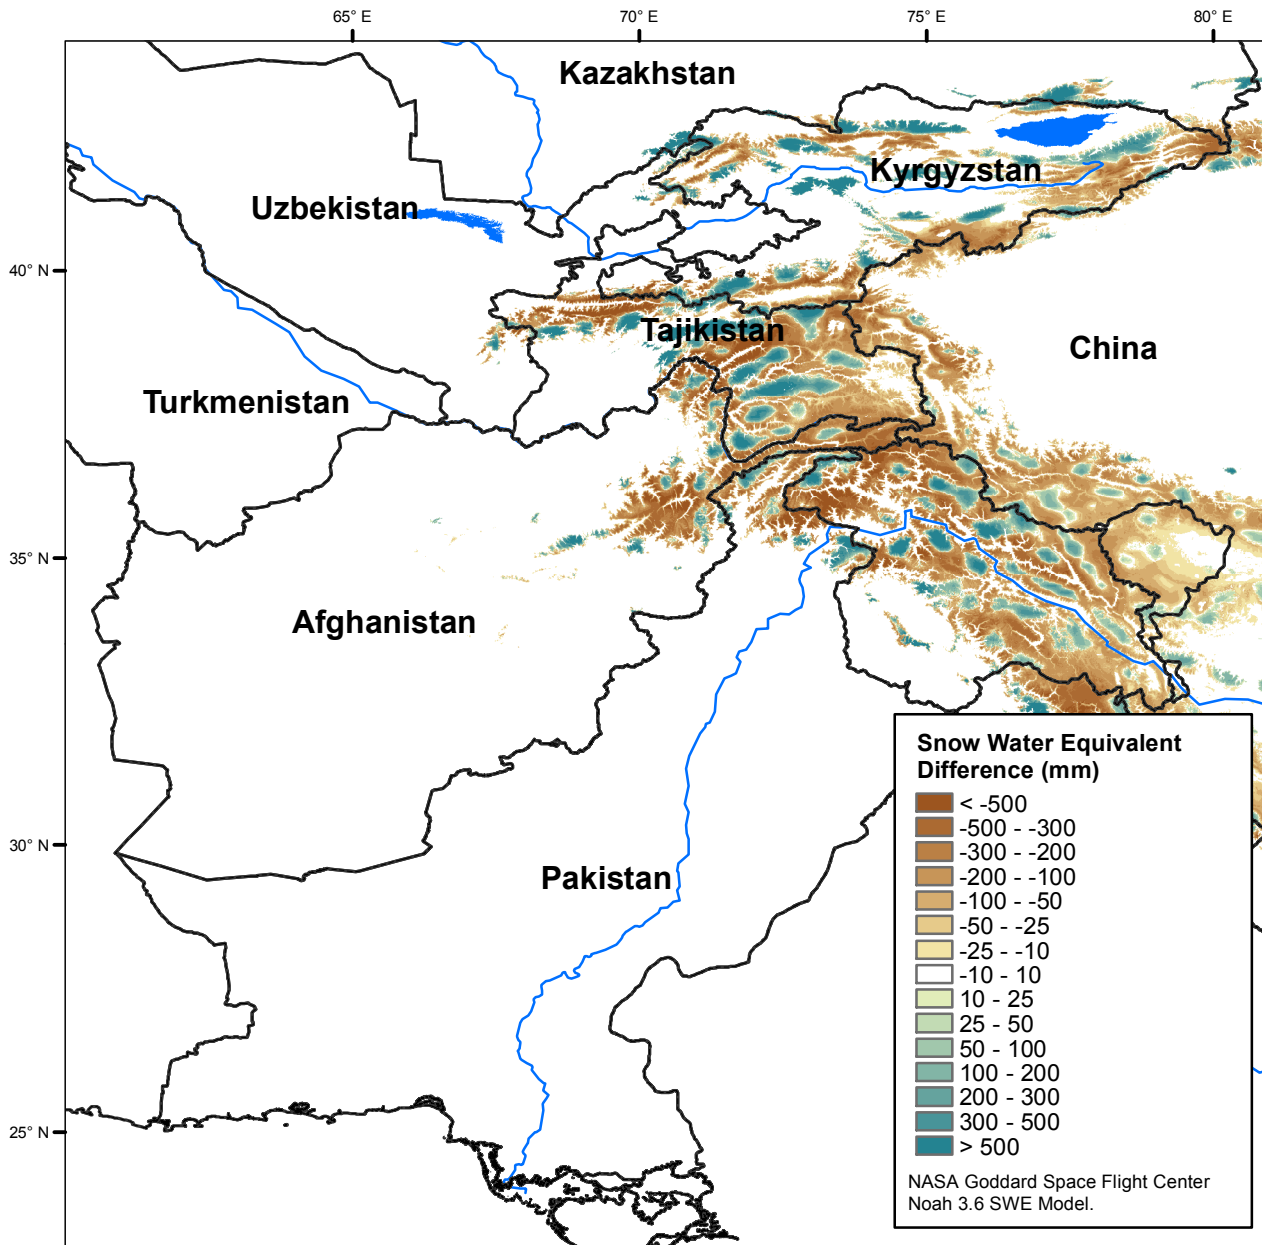 65° E
70° E
75° E
80° E
Kazakhstan
Kyrgyzstan
Uzbekistan
40° N
Tajikistan
China
Turkmenistan
35° N
Afghanistan
30° N
Pakistan
25° N
Snow Water Equivalent
Difference (mm)
< -500
-500 - -300
-300 - -200
-200 - -100
-100 - -50
-50 - -25
-25 - -10
-10 - 10
10 - 25
25 - 50
50 - 100
100 - 200
200 - 300
300 - 500
> 500
NASA Goddard Space Flight Center
Noah 3.6 SWE Model.